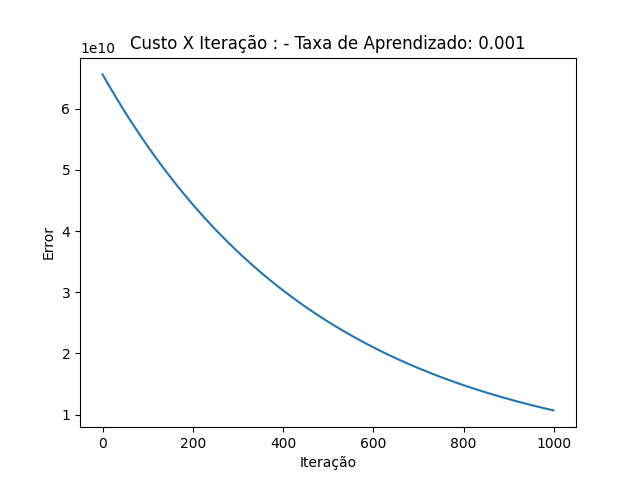 Custo X Iteração : - Taxa de Aprendizado: 0.001
1e10
6
5
4
3
2
1
Error
0 200 400 600 800 1000
Iteração